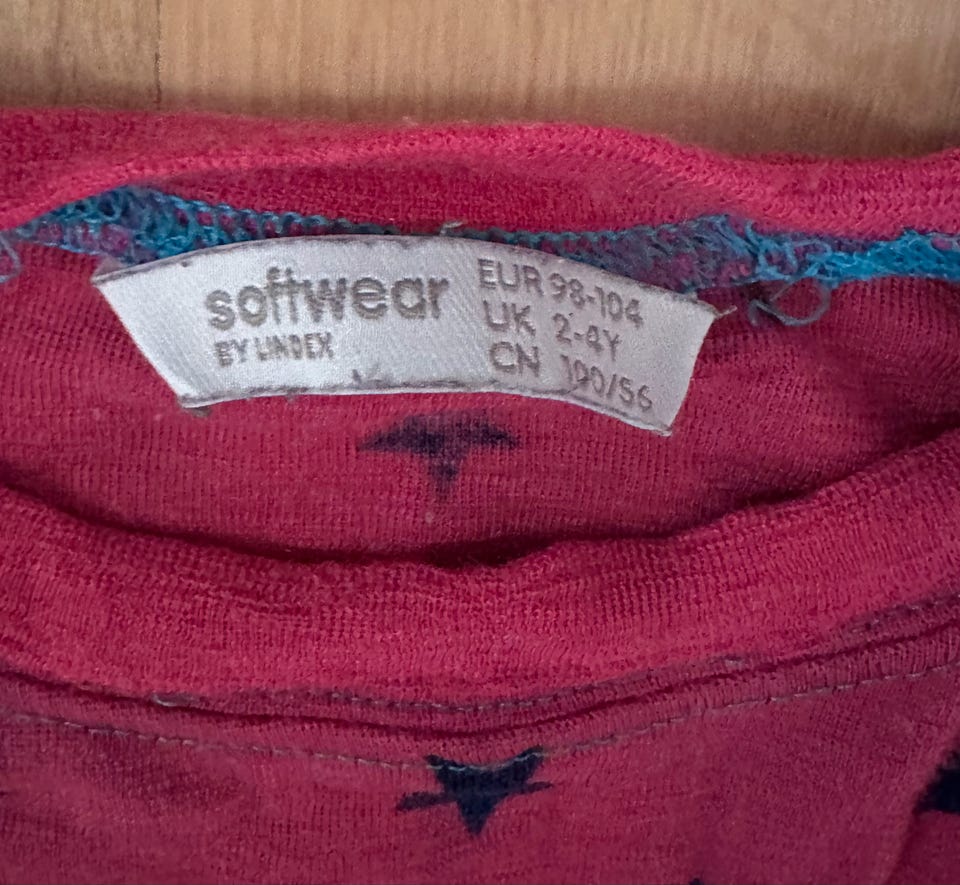 softwear
BY LINDEX
EUR 98-104
UK 2-4Y
CN 100/56